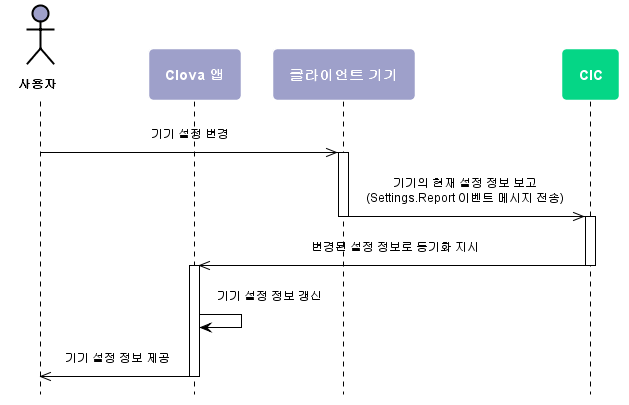 사용자
Clova 앱
클라이언트 기기
CIC
기기 설정 변경
기기의 현재 설정 정보 보고
(Settings.Report 이벤트 메시지 전송)
변경된 설정 정보로 동기화 지시
기기 설정 정보 갱신
기기 설정 정보 제공